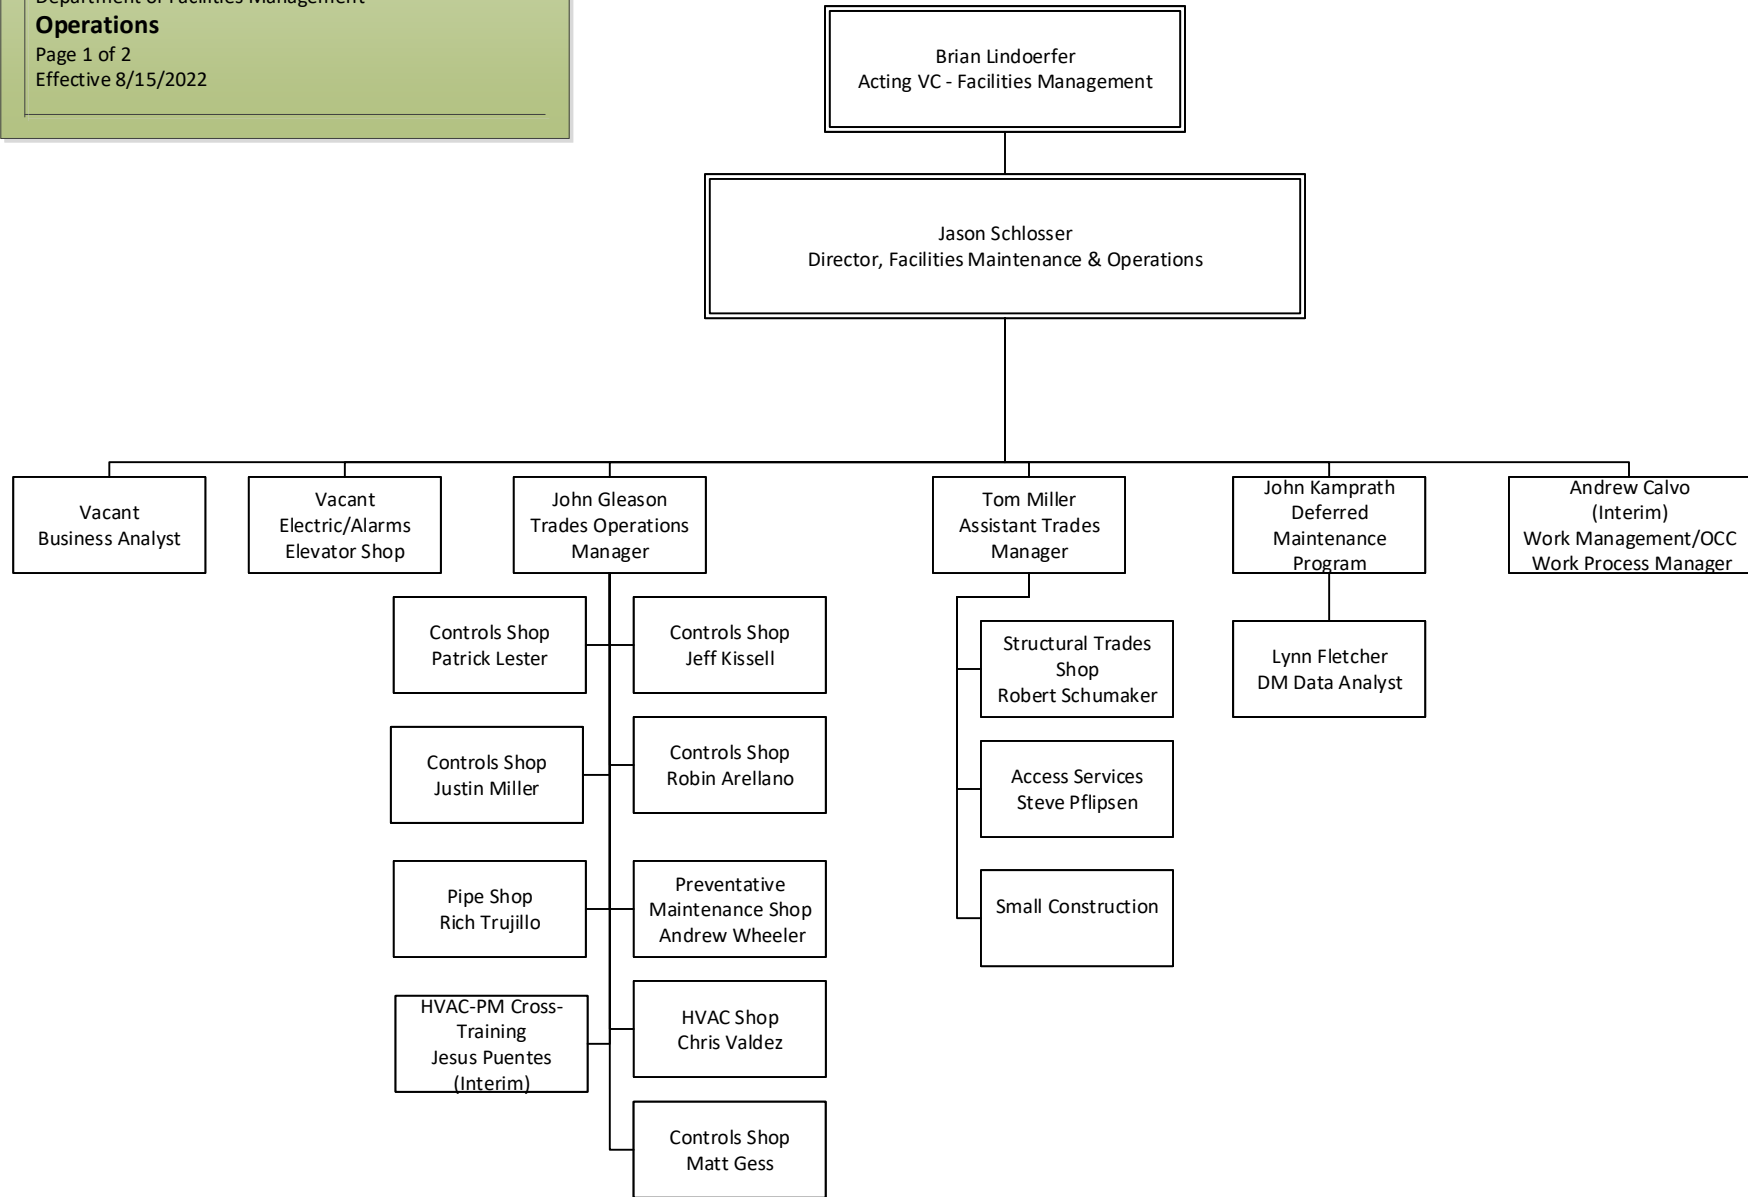 Department of Facilities Management
Operations
Page 1 of 2
Effective 8/15/2022
Brian Lindoerfer
Acting VC - Facilities Management
Jason Schlosser
Director, Facilities Maintenance & Operations
Vacant
Business Analyst
Vacant
Electric/Alarms
Elevator Shop
John Gleason
Trades Operations
Manager
Tom Miller
Assistant Trades
Manager
John Kamprath
Deferred
Maintenance
Program
Andrew Calvo
(Interim)
Work Management/OCC
Work Process Manager
Controls Shop
Patrick Lester
Controls Shop
Jeff Kissell
Controls Shop
Justin Miller
Controls Shop
Robin Arellano
Pipe Shop
Rich Trujillo
Preventative
Maintenance Shop
Andrew Wheeler
HVAC-PM Cross-
Training
Jesus Puentes
(Interim)
HVAC Shop
Chris Valdez
Controls Shop
Matt Gess
Structural Trades
Shop
Robert Schumaker
Access Services
Steve Pflipsen
Small Construction
Lynn Fletcher
DM Data Analyst